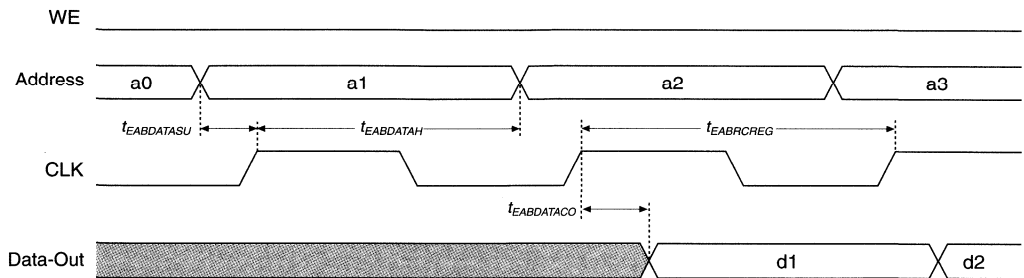 WE
Address a0 a1 a2 a3
tEABDATASU tEABDATAH tEABRCREG
CLK
tEABDATACO
Data-Out d1 d2